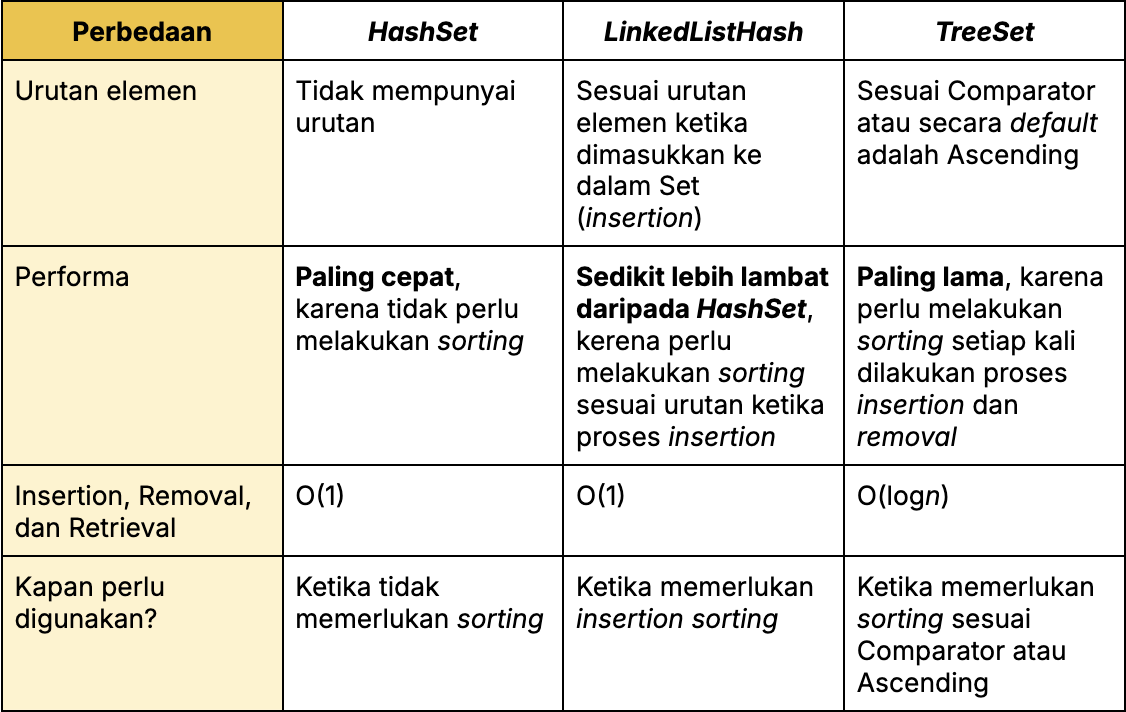 Perbedaan
HashSet
LinkedListHash
TreeSet
Urutan elemen
Tidak mempunyai
urutan
Sesuai urutan
elemen ketika
dimasukkan ke
dalam Set
(insertion)
Sesuai Comparator
atau secara default
adalah Ascending
Performa
Paling cepat,
karena tidak perlu
melakukan sorting
Sedikit lebih lambat
daripada HashSet,
kerena perlu
melakukan sorting
sesuai urutan ketika
proses insertion
Paling lama, karena
perlu melakukan
sorting setiap kali
dilakukan proses
insertion dan
removal
Insertion, Removal,
dan Retrieval
O(1)
O(1)
O(logn)
Kapan perlu
digunakan?
Ketika tidak
memerlukan sorting
Ketika memerlukan
insertion sorting
Ketika memerlukan
sorting sesuai
Comparator atau
Ascending